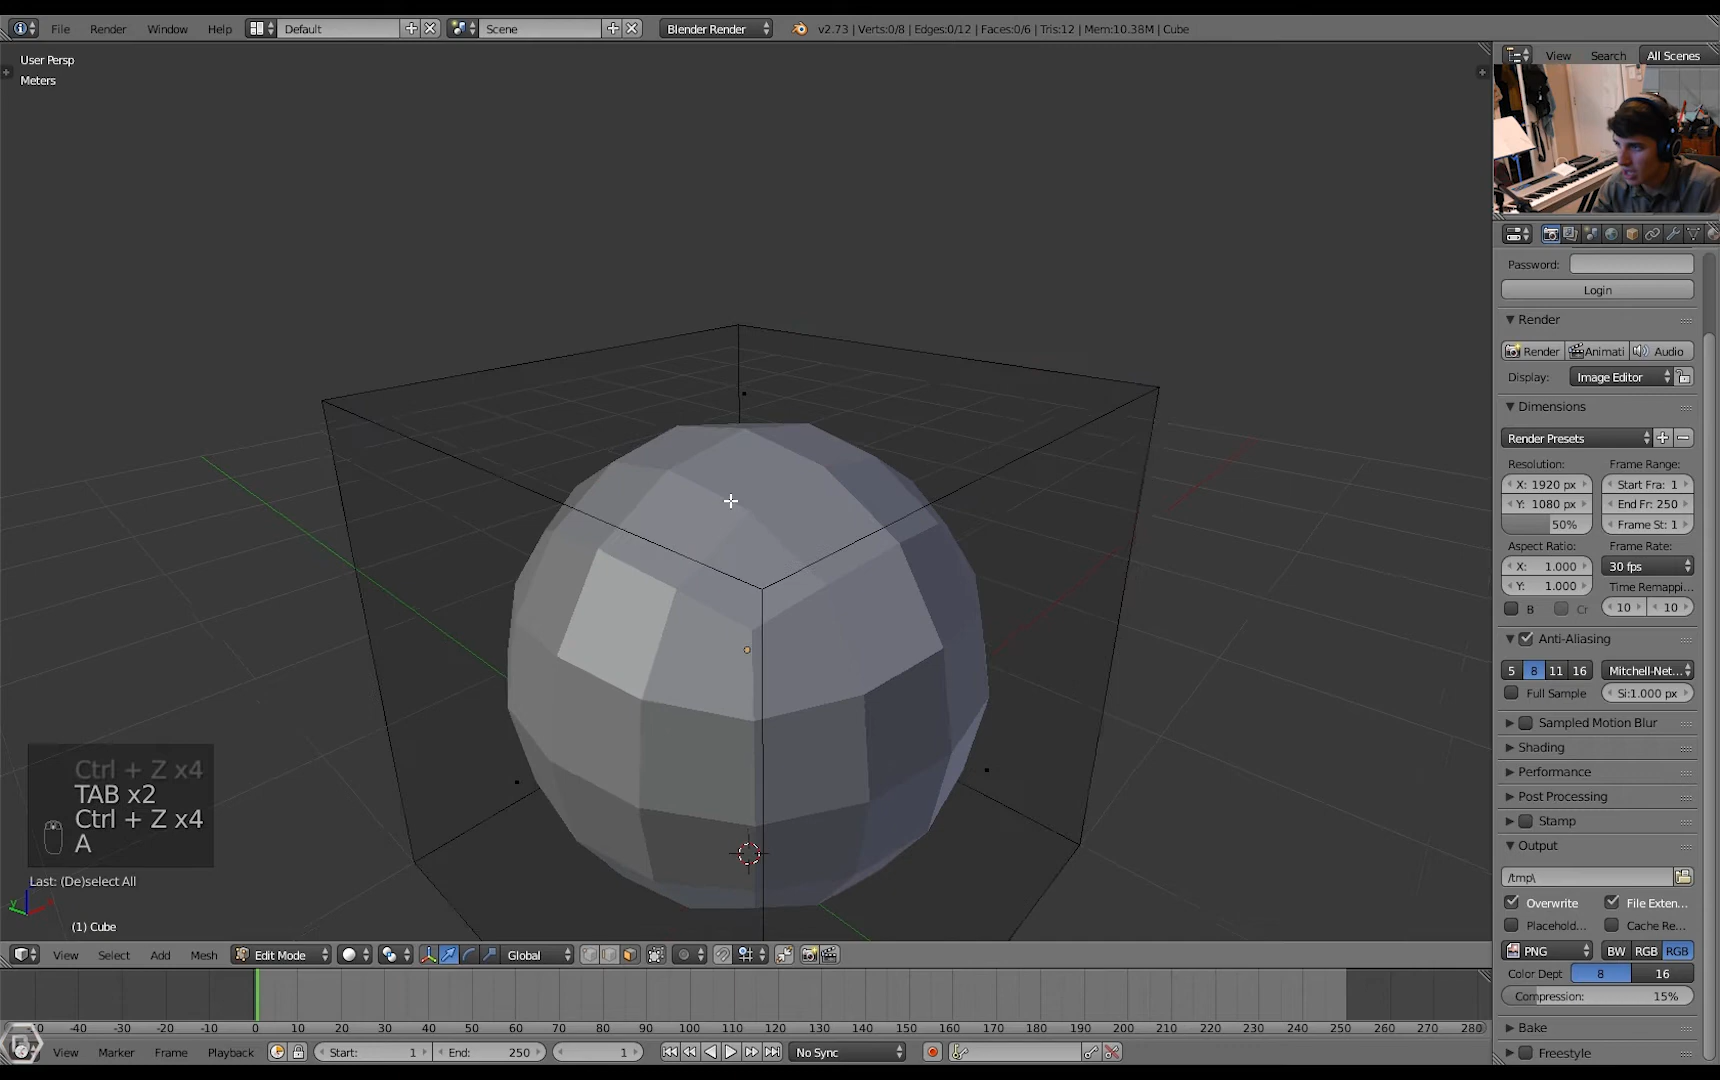 File Render Window Help Default Scene Blender Render v2.73 | Verts:0/8 | Edges:0/12 | Faces:0/6 | Tris:12 | Mem:10.38M | Cube
User Persp
Meters
View Search All Scenes
Password:
Login
Render
Render Animati Audio
Display: Image Editor
Dimensions
Render Presets
Resolution: Frame Range:
X: 1920 px Start Fra: 1
Y: 1080 px End Fr: 250
50% Frame St: 1
Aspect Ratio: Frame Rate:
X: 1.000 30 fps
Y: 1.000 Time Remappi...
B Cr 10 10
Anti-Aliasing
5 8 11 16 Mitchell-Net...
Full Sample Si:1.000 px
Sampled Motion Blur
Shading
Performance
Post Processing
Stamp
Output
/tmp\
Overwrite File Exten...
Placehold... Cache Re...
PNG BW RGB RGB
Color Dept 8 16
Compression: 15%
Bake
Freestyle
Ctrl + Z x4
TAB x2
Ctrl + Z x4
A
Last: (De)select All
y
(1) Cube
View Select Add Mesh Edit Mode Global
-40 -30 -20 -10 0 10 20 30 40 50 60 70 80 90 100 110 120 130 140 150 160 170 180 190 200 210 220 230 240 250 260 270 280
View Marker Frame Playback Start: 1 End: 250 1 No Sync